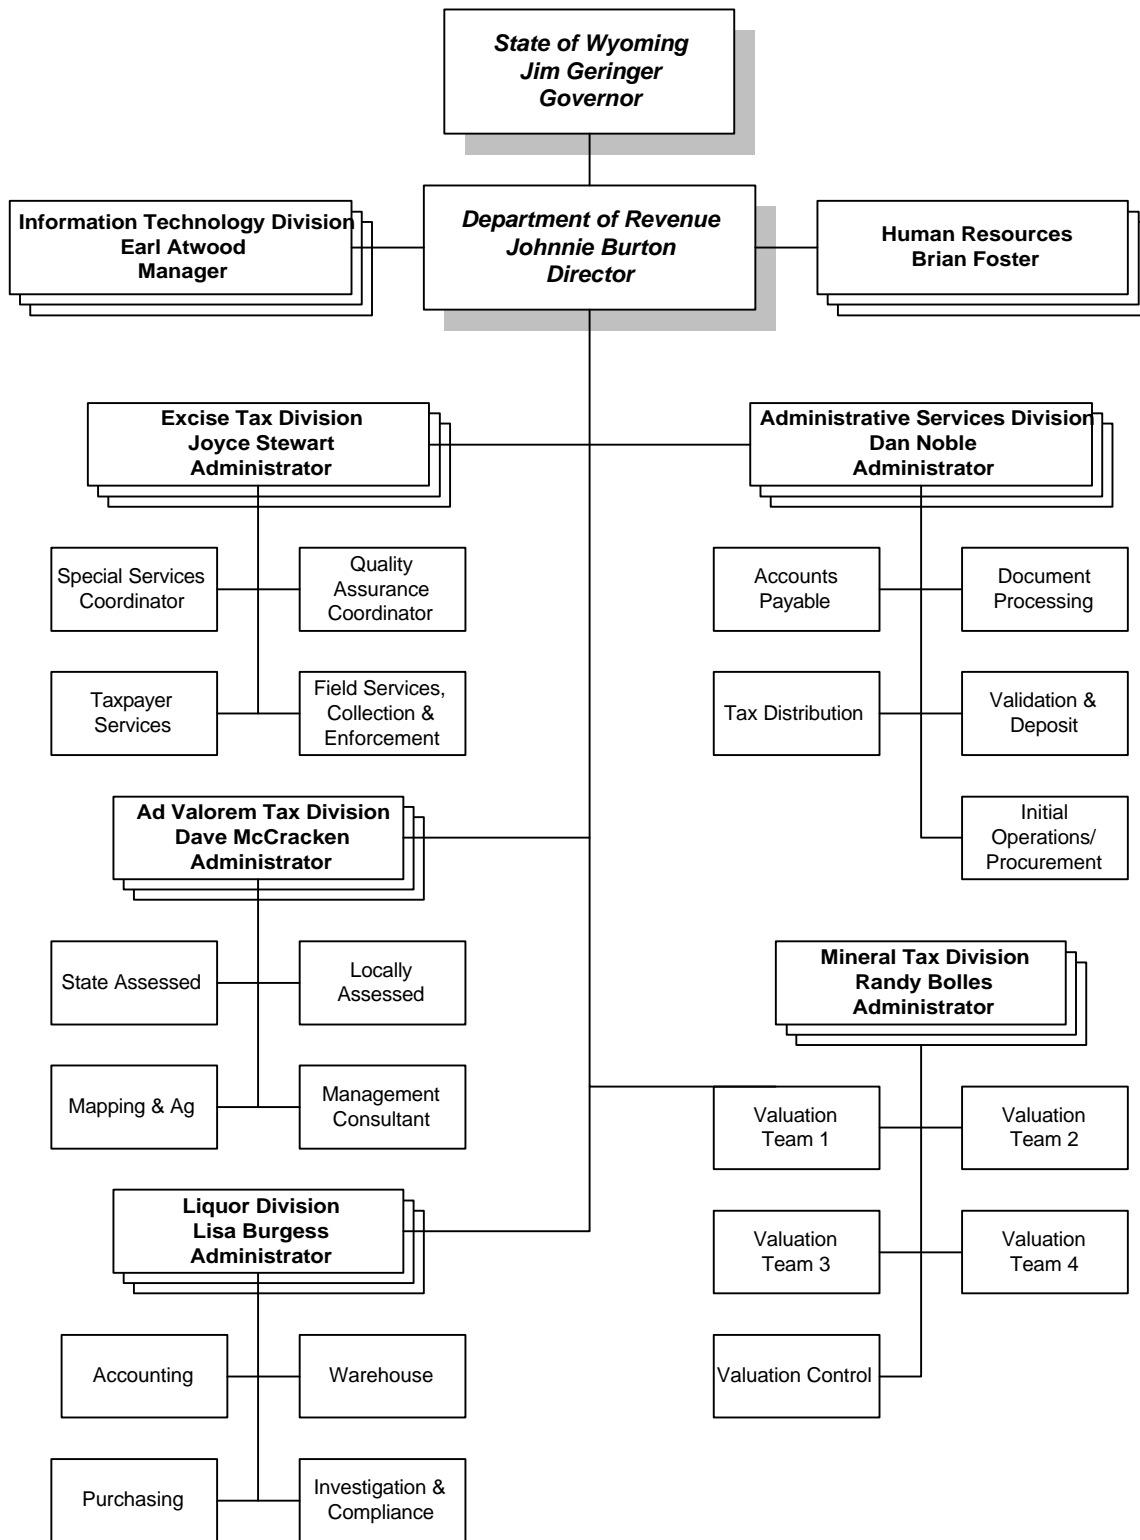 State of Wyoming
Jim Geringer
Governor
Information Technology Division
Earl Atwood
Manager
Department of Revenue
Johnnie Burton
Director
Human Resources
Brian Foster
Excise Tax Division
Joyce Stewart
Administrator
Administrative Services Division
Dan Noble
Administrator
Special Services
Coordinator
Quality
Assurance
Coordinator
Accounts
Payable
Document
Processing
Taxpayer
Services
Field Services,
Collection &
Enforcement
Tax Distribution
Validation &
Deposit
Ad Valorem Tax Division
Dave McCracken
Administrator
Initial
Operations/
Procurement
State Assessed
Locally
Assessed
Mineral Tax Division
Randy Bolles
Administrator
Mapping & Ag
Management
Consultant
Valuation
Team 1
Valuation
Team 2
Liquor Division
Lisa Burgess
Administrator
Valuation
Team 3
Valuation
Team 4
Accounting
Warehouse
Valuation Control
Purchasing
Investigation &
Compliance